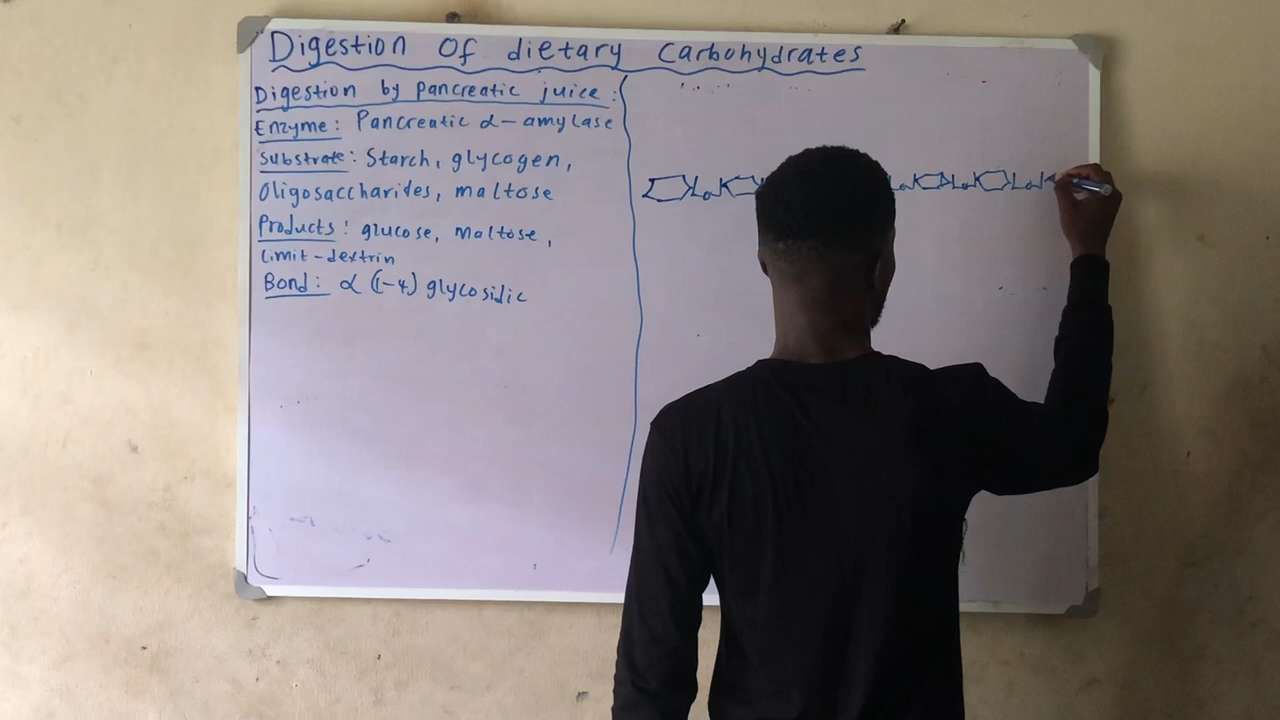 Digestion Of dietary Carbohydrates
Digestion by pancreatic juice:
Enzyme: Pancreatic α-amylase
Substrate: Starch, glycogen,
Oligosaccharides, maltose
Products: glucose, maltose,
Limit-dextrin
Bond: α (1-4) glycosidic